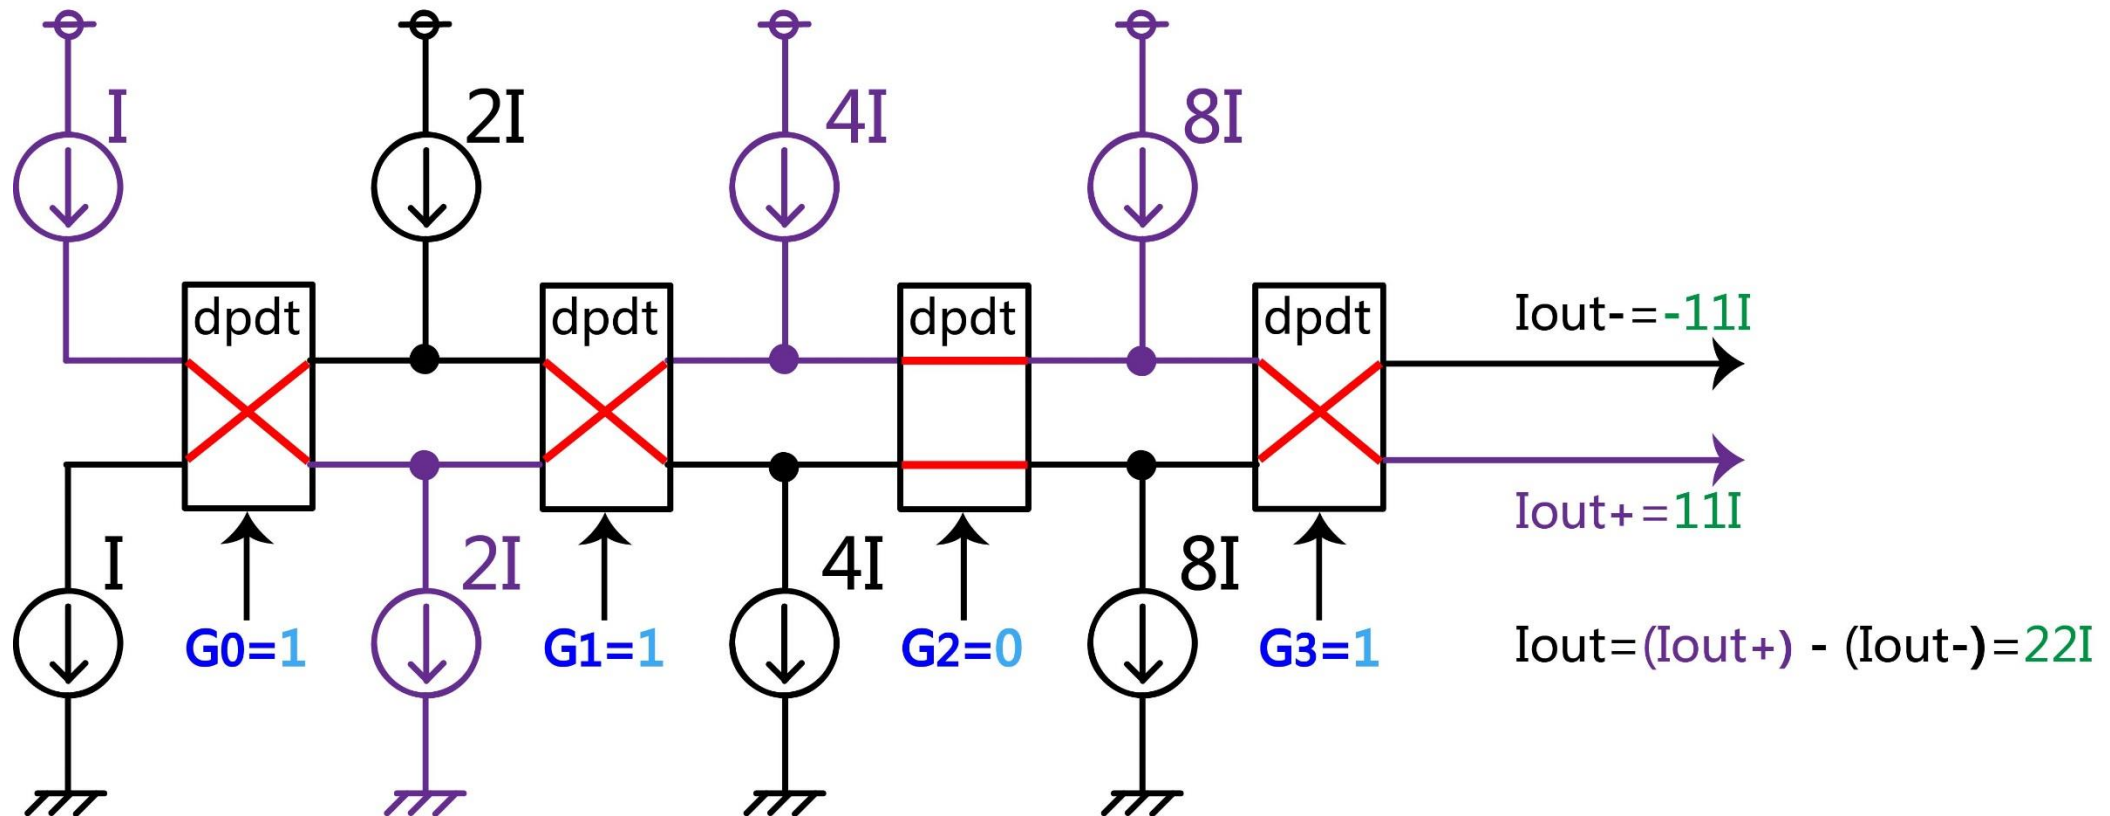 I
2I
4I
8I
dpdt
dpdt
dpdt
dpdt
Iout-=-11I
Iout+=11I
I
2I
4I
8I
G0=1
G1=1
G2=0
G3=1
Iout=(Iout+) - (Iout-)=22I